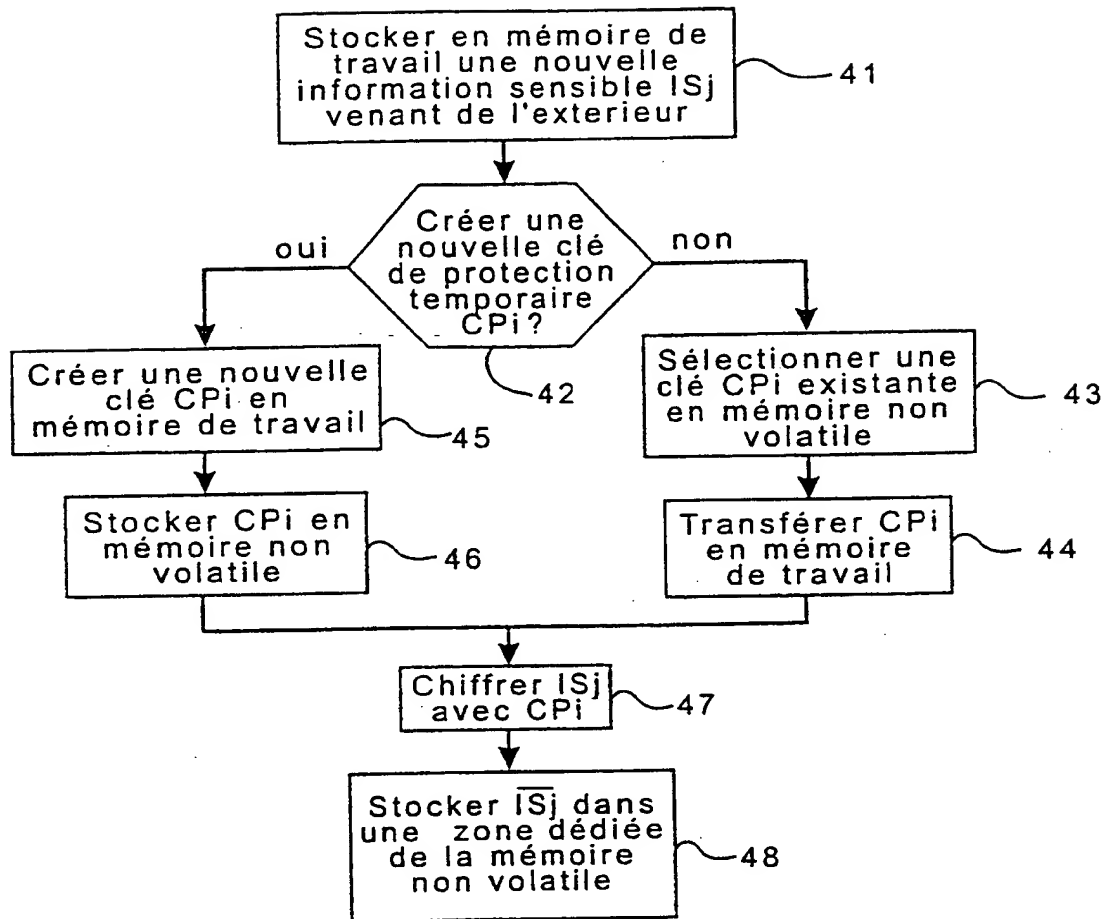 Stocker en mémoire de
travail une nouvelle
information sensible ISj
venant de l'exterieur
41
Créer une
nouvelle clé
de protection
temporaire
CPi?
oui
non
42
Créer une nouvelle
clé CPi en
mémoire de travail
45
Sélectionner une
clé CPi existante
en mémoire non
volatile
43
Stocker CPi en
mémoire non
volatile
46
Transférer CPi
en mémoire
de travail
44
Chiffrer ISj
avec CPi
47
Stocker I̅S̅j dans
une zone dédiée
de la mémoire
non volatile
48